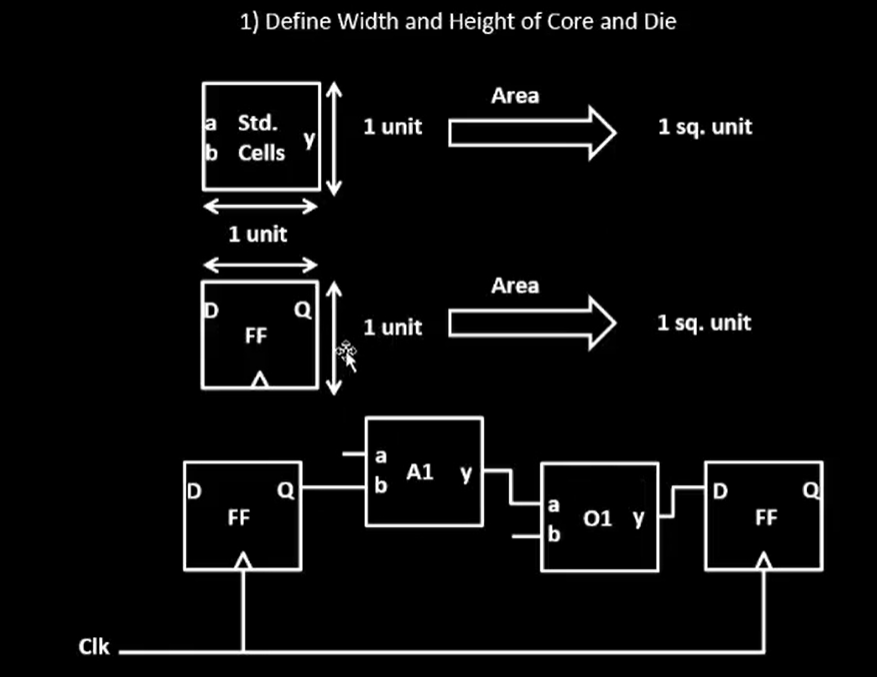 1) Define Width and Height of Core and Die
Area
a Std. y
b Cells
1 unit
1 sq. unit
1 unit
Area
D Q
FF
1 unit
1 sq. unit
a
b A1 y
D Q
FF
a
b O1 y
D Q
FF
Clk